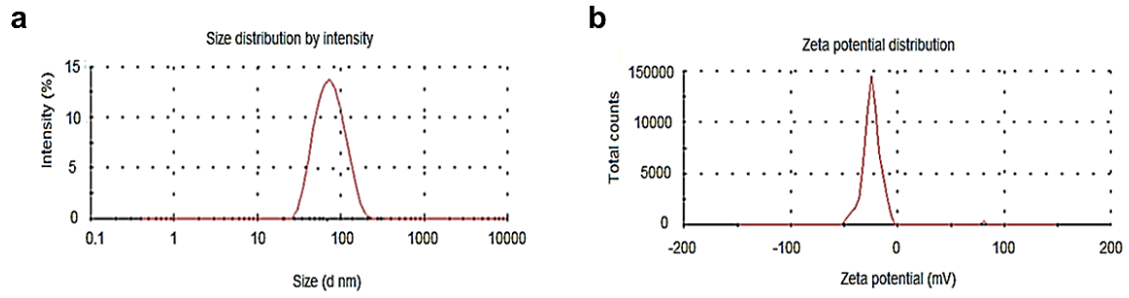 a
Size distribution by intensity
Intensity (%)
15
10
5
0
0.1 1 10 100 1000 10000
Size (d nm)
b
Zeta potential distribution
Total counts
150000
10000
5000
0
-200 -100 0 100 200
Zeta potential (mV)